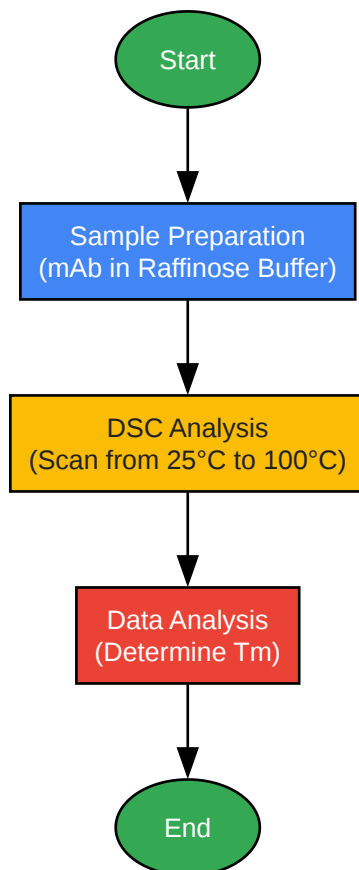 Start
Sample Preparation
(mAb in Raffinose Buffer)
DSC Analysis
(Scan from 25°C to 100°C)
Data Analysis
(Determine Tm)
End